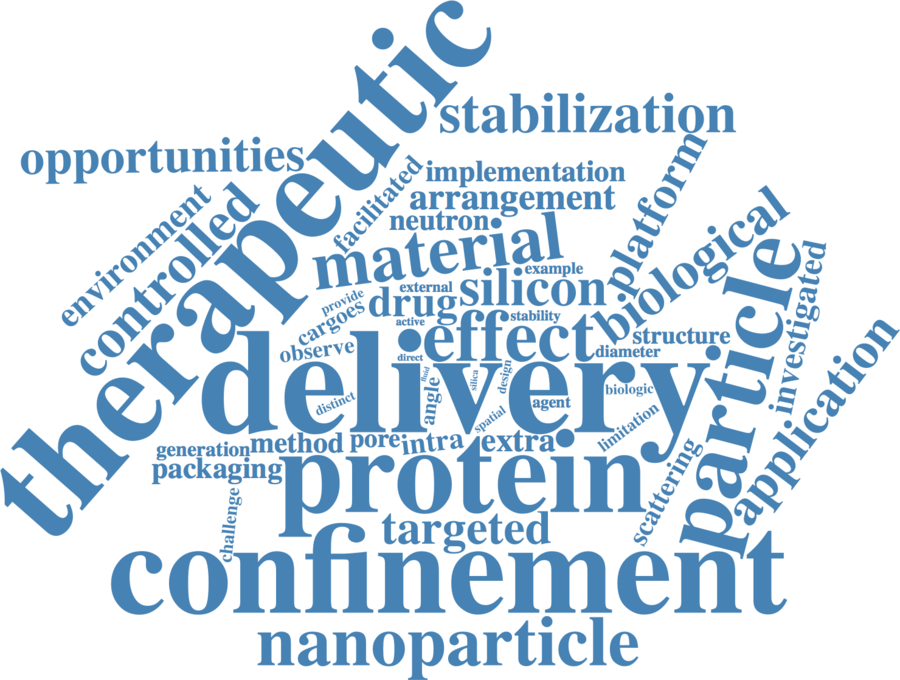 therapeutic
stabilization
opportunities
platform
facilitated
implementation
environment
controlled
arrangement
neutron
biological
material
particle
investigated
example
silicon
external
provide
drug
cargoes
active
stability
effect
structure
observe
diameter
application
direct
delivery
fluid
silica
design
angle
biologic
distinct
agent
spatial
limitation
generation
method
pore
intra
extra
packaging
scattering
protein
challenge
targeted
confinement
nanoparticle